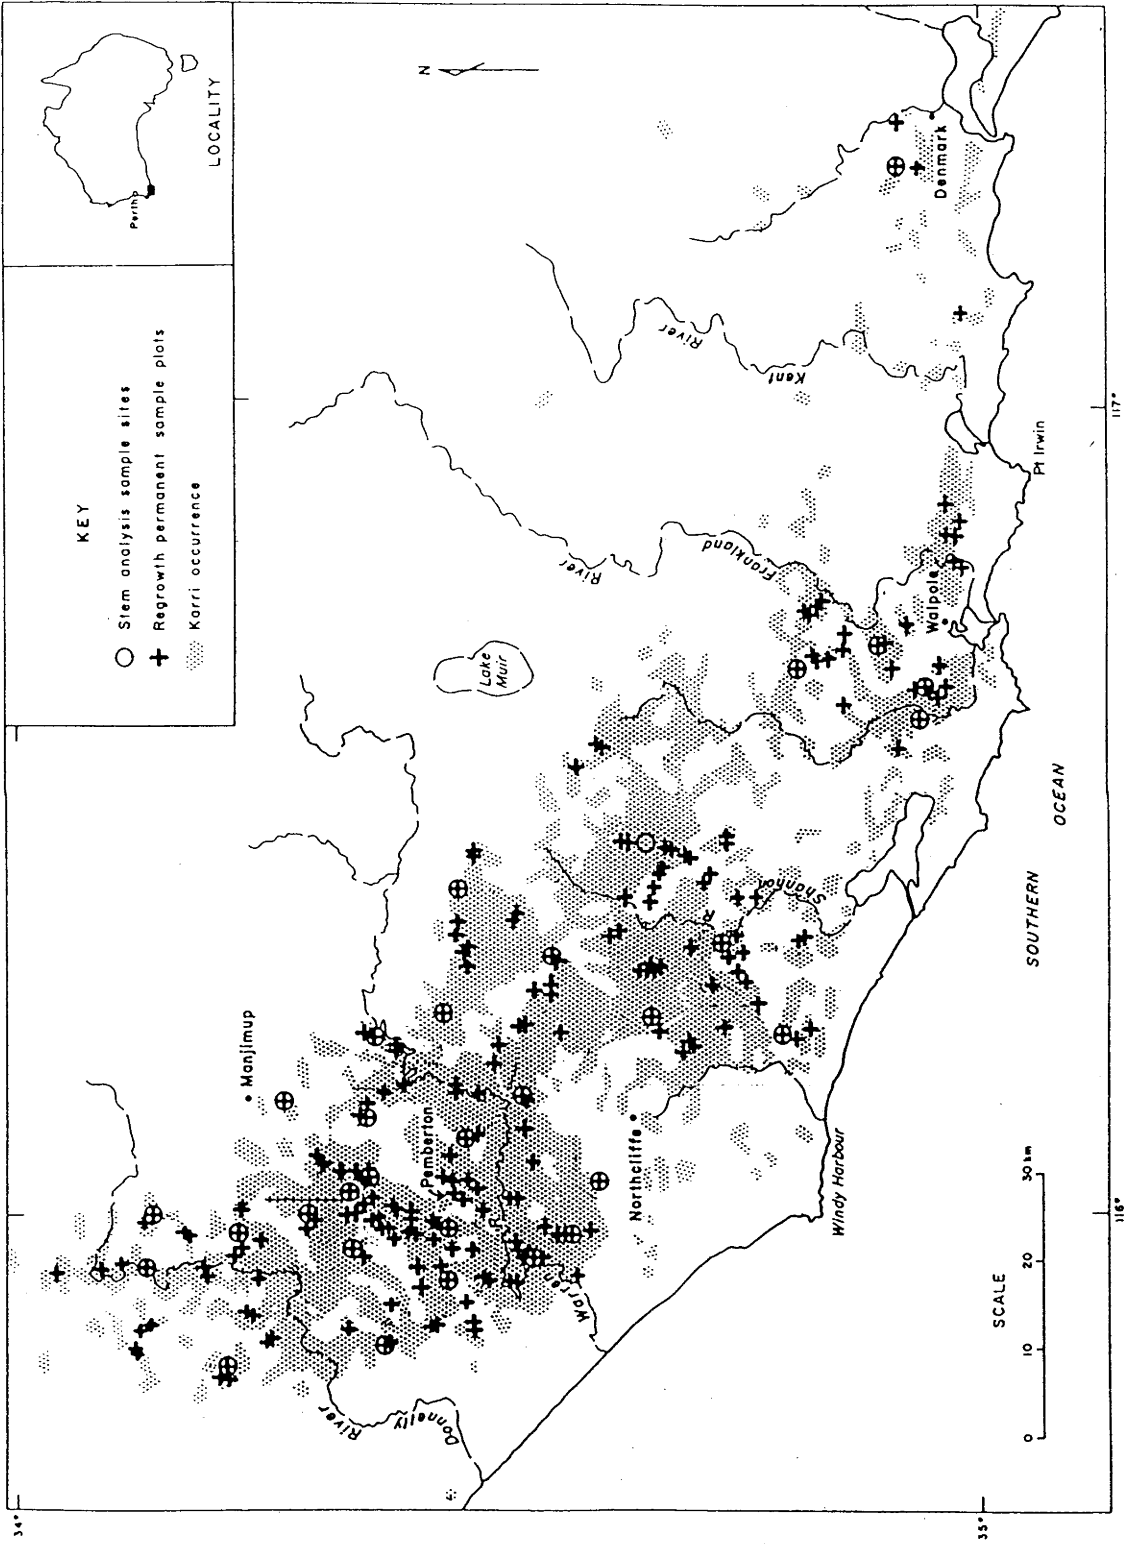 KEY
Stem analysis sample sites
Regrowth permanent sample plots
Karri occurrence
Perth
LOCALITY
N
34°
35°
116°
117°
Manjimup
Pemberton
Northcliffe
Windy Harbour
Walpole
Denmark
Pt Irwin
Lake
Muir
Donnelly
River
Warren
R
Shannon
R
Frankland
River
Kent
River
SOUTHERN
OCEAN
SCALE
0 10 20 30 km